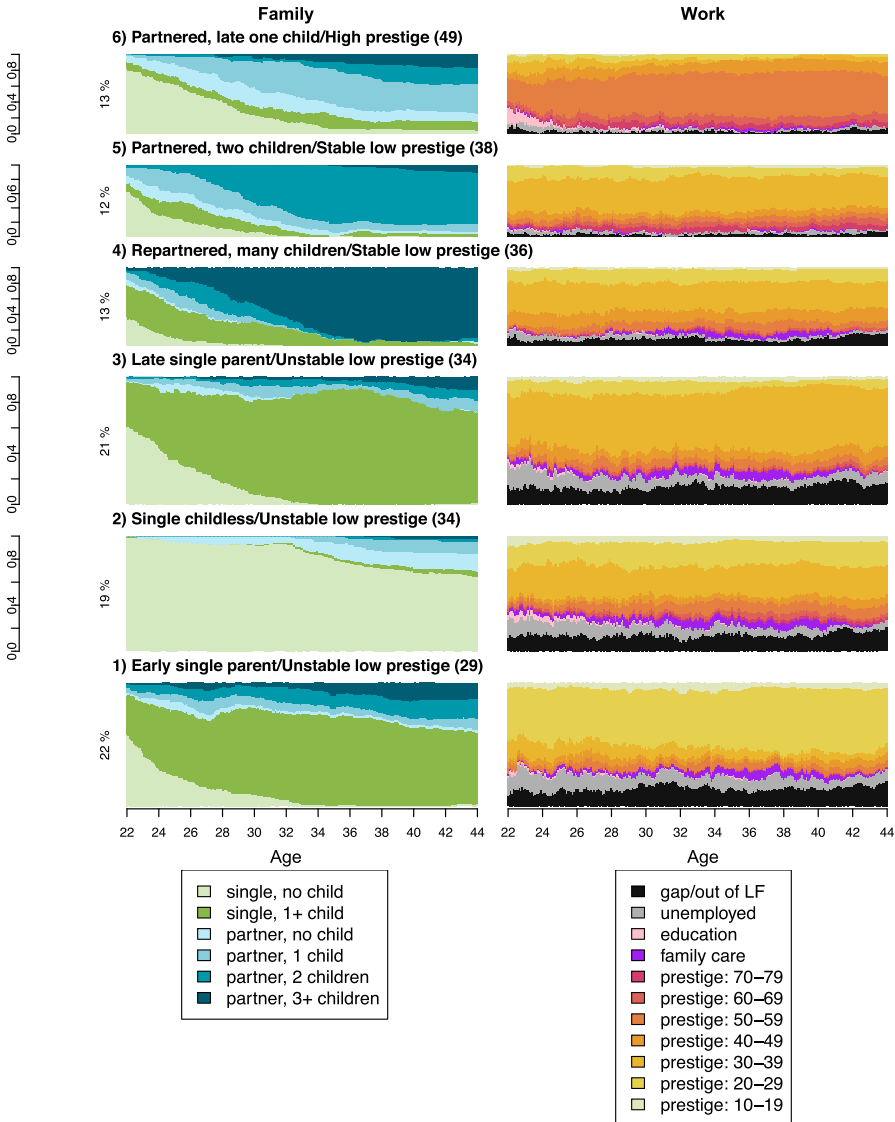 Family
Work
6) Partnered, late one child/High prestige (49)
0,0 0,4 0,8
13 %
5) Partnered, two children/Stable low prestige (38)
0,0 0,6
12 %
4) Repartnered, many children/Stable low prestige (36)
0,0 0,4 0,8
13 %
3) Late single parent/Unstable low prestige (34)
0,0 0,4 0,8
21 %
2) Single childless/Unstable low prestige (34)
0,0 0,4 0,8
19 %
1) Early single parent/Unstable low prestige (29)
22 %
22 24 26 28 30 32 34 36 38 40 42 44
22 24 26 28 30 32 34 36 38 40 42 44
Age
Age
single, no child
single, 1+ child
partner, no child
partner, 1 child
partner, 2 children
partner, 3+ children
gap/out of LF
unemployed
education
family care
prestige: 70–79
prestige: 60–69
prestige: 50–59
prestige: 40–49
prestige: 30–39
prestige: 20–29
prestige: 10–19